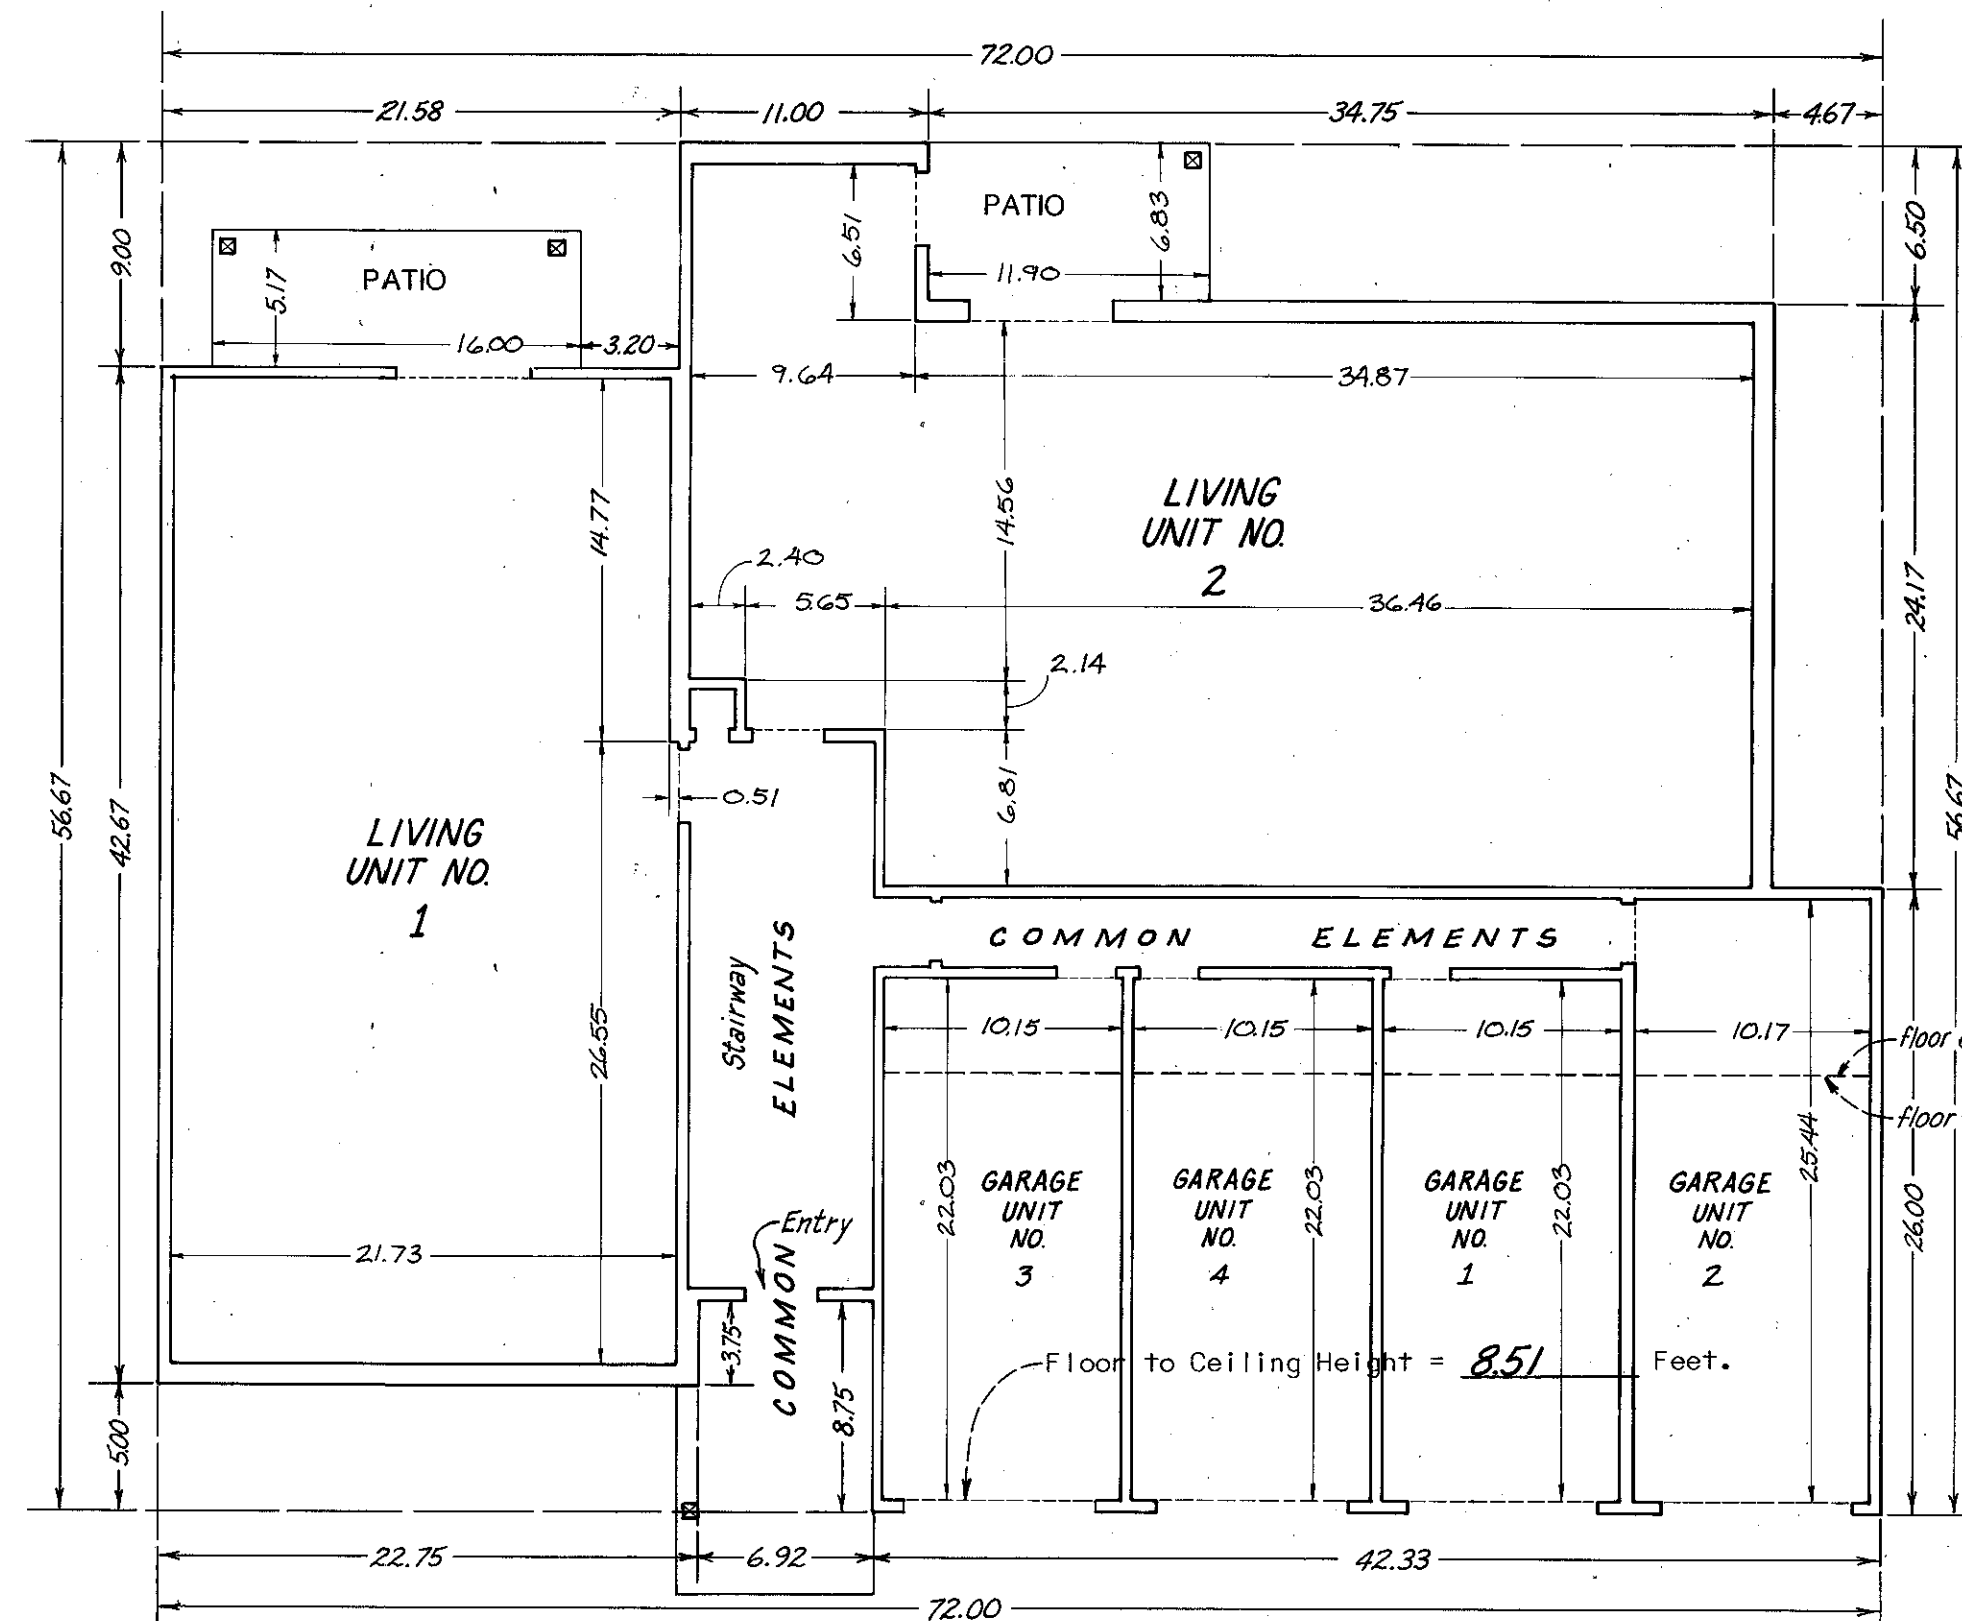 72.00
21.58
11.00
34.75
4.67
9.00
5.17
PATIO
16.00
3.20
6.51
PATIO
6.83
11.90
6.50
9.64
34.87
14.77
14.56
LIVING
UNIT NO.
2
2.40
5.65
36.46
2.14
24.17
56.67
42.67
0.51
6.81
56.67
LIVING
UNIT NO.
1
26.55
Stairway
COMMON ELEMENTS
COMMON ELEMENTS
10.15
10.15
10.15
10.17
floor
floor
22.03
22.03
22.03
25.44
26.00
GARAGE
UNIT
NO.
3
GARAGE
UNIT
NO.
4
GARAGE
UNIT
NO.
1
GARAGE
UNIT
NO.
2
Entry
21.73
3.75
8.75
Floor to Ceiling Height = 8.51 Feet.
5.00
22.75
6.92
42.33
72.00